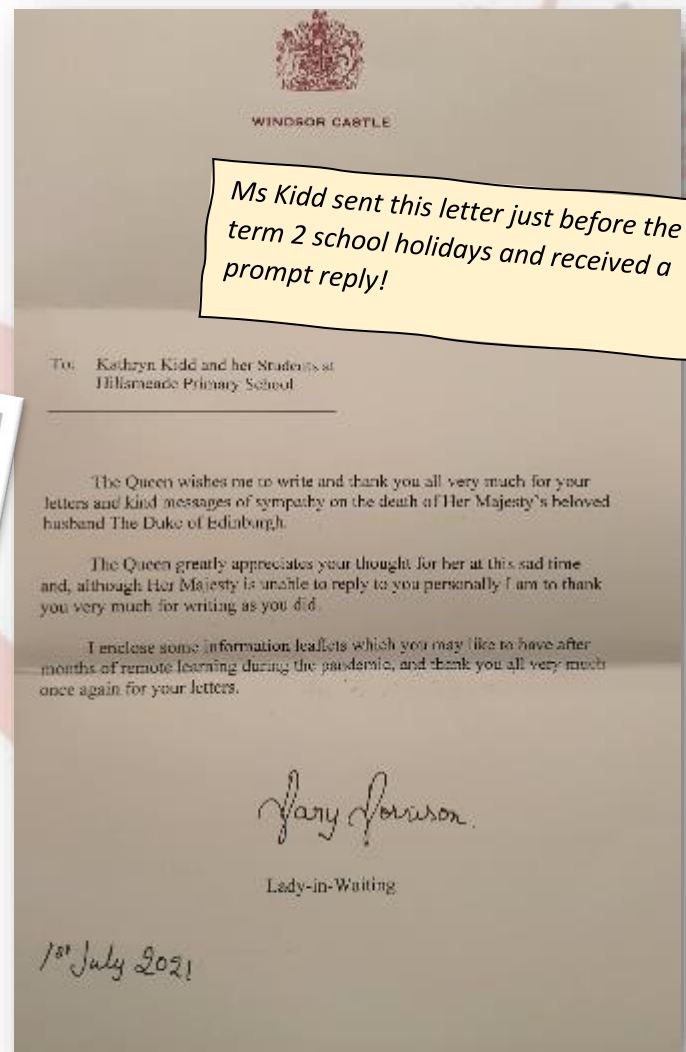 WINDSOR CASTLE
Ms Kidd sent this letter just before the
term 2 school holidays and received a
prompt reply!
To: Kathryn Kidd and her Students at
Hillsmeade Primary School
The Queen wishes me to write and thank you all very much for your
letters and kind messages of sympathy on the death of Her Majesty's beloved
husband The Duke of Edinburgh.
The Queen greatly appreciates your thought for her at this sad time
and, although Her Majesty is unable to reply to you personally I am to thank
you very much for writing as you did.
I enclose some information leaflets which you may like to have after
months of remote learning during the pandemic, and thank you all very much
once again for your letters.
Mary Morrison.
Lady-in-Waiting
1st July 2021